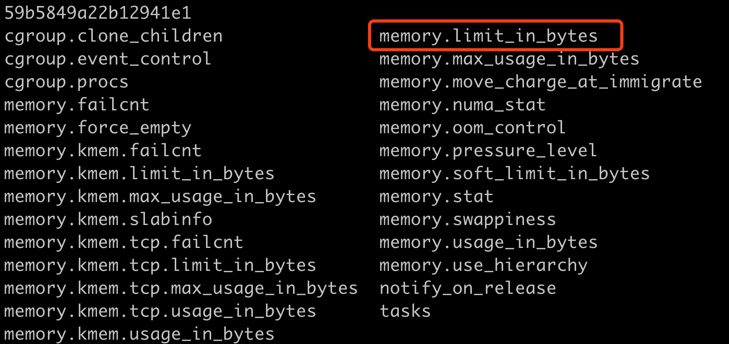 59b5849a22b12941e1
cgroup.clone_children memory.limit_in_bytes
cgroup.event_control memory.max_usage_in_bytes
cgroup.procs memory.move_charge_at_immigrate
memory.failcnt memory.numa_stat
memory.force_empty memory.oom_control
memory.kmem.failcnt memory.pressure_level
memory.kmem.limit_in_bytes memory.soft_limit_in_bytes
memory.kmem.max_usage_in_bytes memory.stat
memory.kmem.slabinfo memory.swappiness
memory.kmem.tcp.failcnt memory.usage_in_bytes
memory.kmem.tcp.limit_in_bytes memory.use_hierarchy
memory.kmem.tcp.max_usage_in_bytes notify_on_release
memory.kmem.tcp.usage_in_bytes tasks
memory.kmem.usage_in_bytes